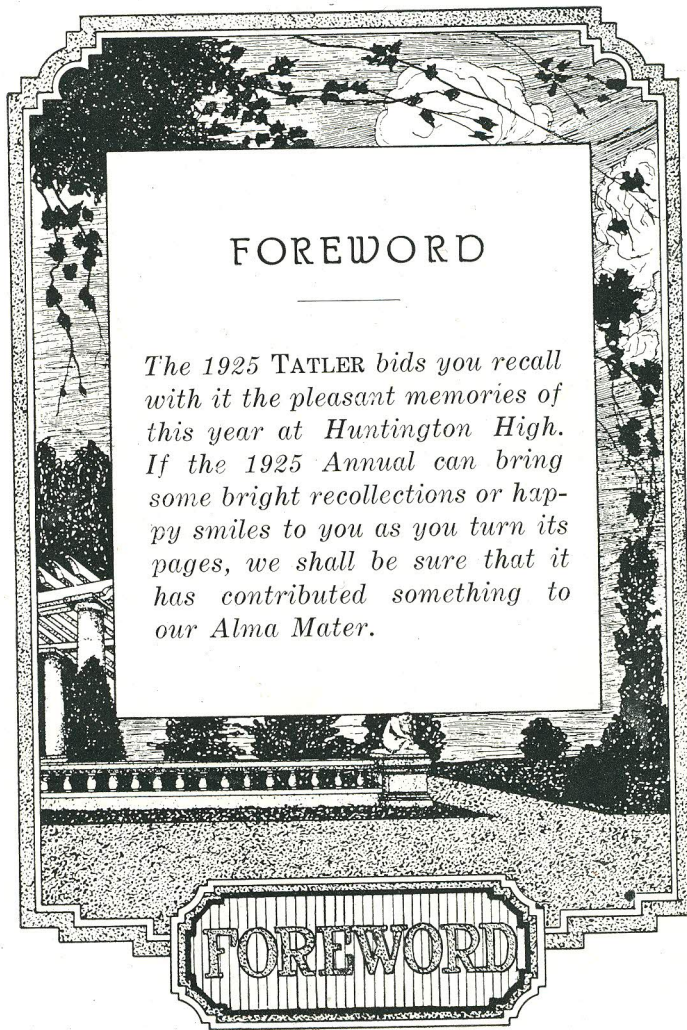 FOREWORD
The 1925 TATLER bids you recall
with it the pleasant memories of
this year at Huntington High.
If the 1925 Annual can bring
some bright recollections or hap-
py smiles to you as you turn its
pages, we shall be sure that it
has contributed something to
our Alma Mater.
FOREWORD